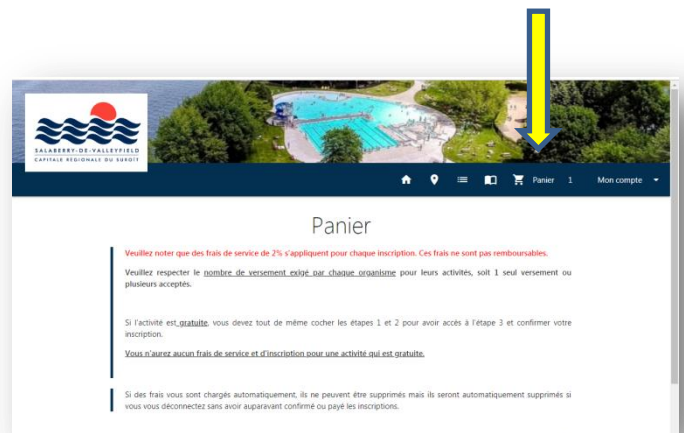 SALABERRY-DE-VALLEYFIELD
CAPITALE RÉGIONALE DU SUROÎT
Panier 1 Mon compte
Panier
Veuillez noter que des frais de service de 2% s'appliquent pour chaque inscription. Ces frais ne sont pas remboursables.
Veuillez respecter le nombre de versement exigé par chaque organisme pour leurs activités, soit 1 seul versement ou
plusieurs acceptés.
Si l'activité est gratuite, vous devez tout de même cocher les étapes 1 et 2 pour avoir accès à l'étape 3 et confirmer votre
inscription.
Vous n'aurez aucun frais de service et d'inscription pour une activité qui est gratuite.
Si des frais vous sont chargés automatiquement, ils ne peuvent être supprimés mais ils seront automatiquement supprimés si
vous vous déconnectez sans avoir auparavant confirmé ou payé les inscriptions.